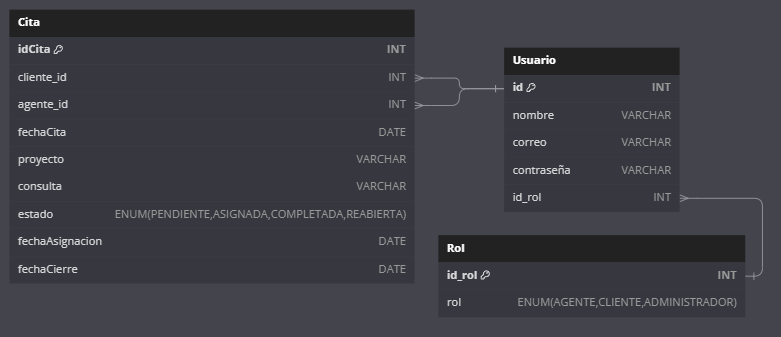 Cita
idCita INT
cliente_id INT
agente_id INT
fechaCita DATE
proyecto VARCHAR
consulta VARCHAR
estado ENUM(PENDIENTE,ASIGNADA,COMPLETADA,REABIERTA)
fechaAsignacion DATE
fechaCierre DATE
Usuario
id INT
nombre VARCHAR
correo VARCHAR
contraseña VARCHAR
id_rol INT
Rol
id_rol INT
rol ENUM(AGENTE,CLIENTE,ADMINISTRADOR)